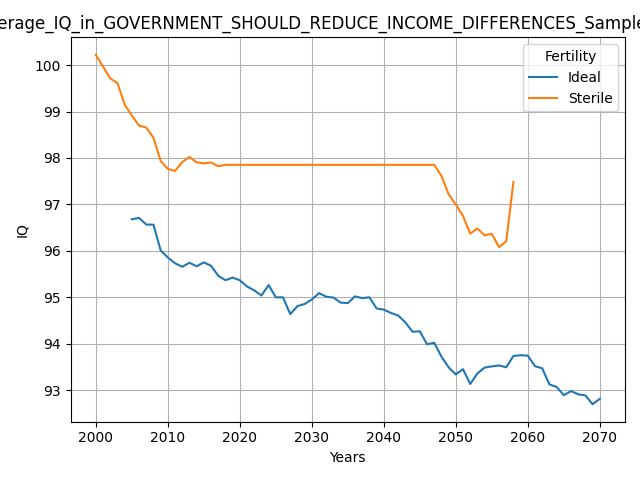 erage_IQ_in_GOVERNMENT_SHOULD_REDUCE_INCOME_DIFFERENCES_Sample
Fertility
Ideal
Sterile
100
99
98
97
96
95
94
93
IQ
2000 2010 2020 2030 2040 2050 2060 2070
Years